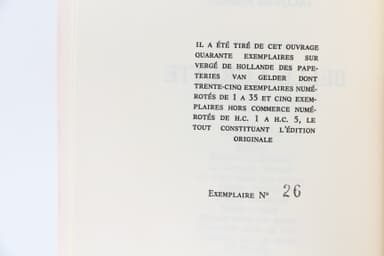 IL A ÉTÉ TIRÉ DE CET OUVRAGE
QUARANTE EXEMPLAIRES SUR
VERGÉ DE HOLLANDE DES PAPE-
TERIES VAN GELDER DONT
TRENTE-CINQ EXEMPLAIRES NUMÉ-
ROTÉS DE 1 A 35 ET CINQ EXEM-
PLAIRES HORS COMMERCE NUMÉ-
ROTÉS DE H.C. 1 A H.C. 5, LE
TOUT CONSTITUANT L'ÉDITION
ORIGINALE
EXEMPLAIRE Nº 26